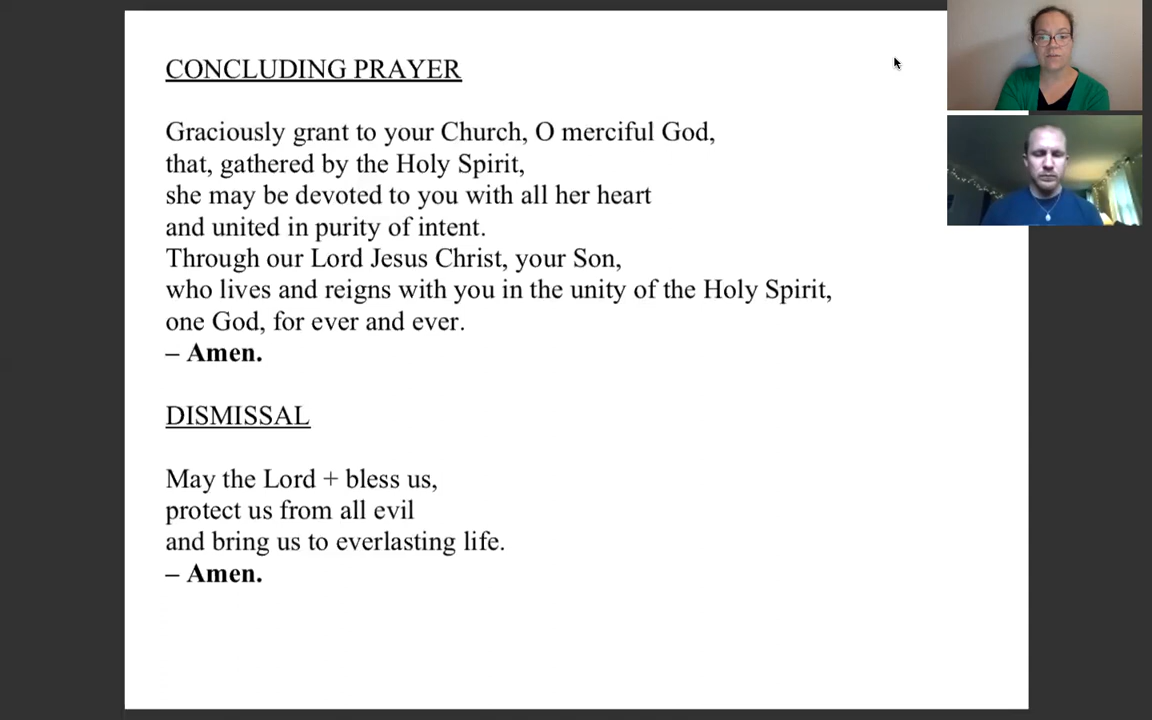 CONCLUDING PRAYER
Graciously grant to your Church, O merciful God,
that, gathered by the Holy Spirit,
she may be devoted to you with all her heart
and united in purity of intent.
Through our Lord Jesus Christ, your Son,
who lives and reigns with you in the unity of the Holy Spirit,
one God, for ever and ever.
– Amen.
DISMISSAL
May the Lord + bless us,
protect us from all evil
and bring us to everlasting life.
– Amen.